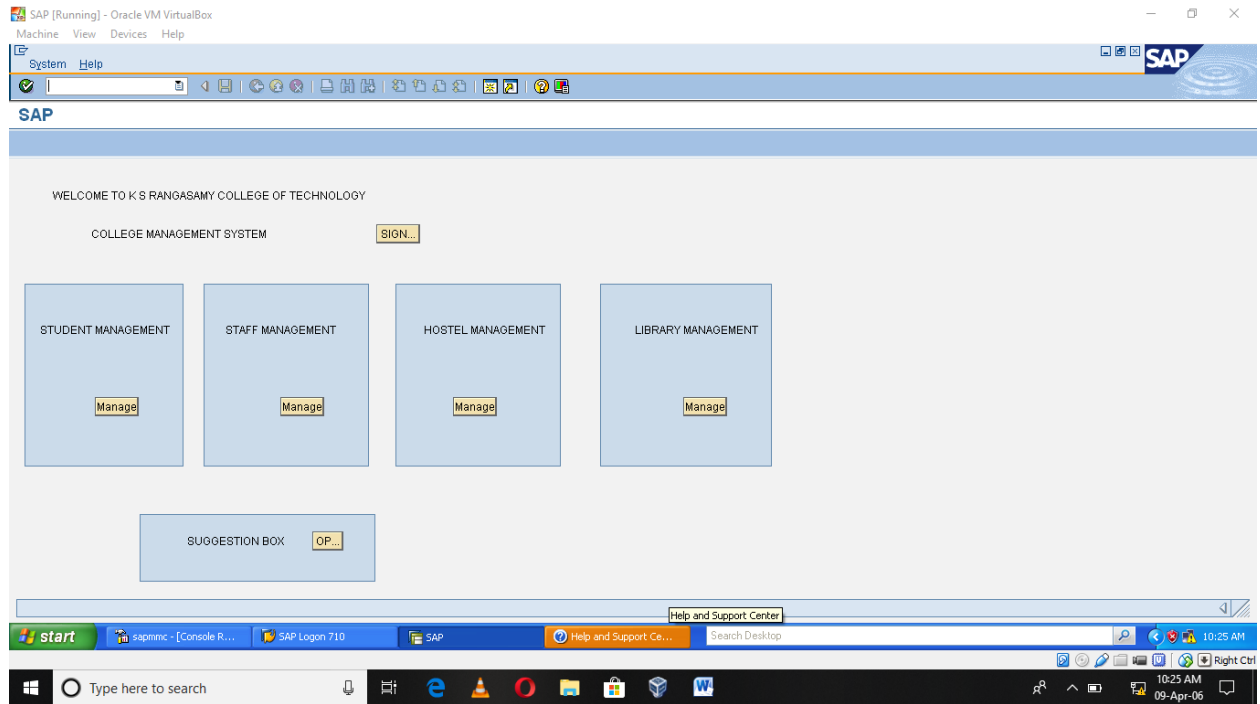 SAP [Running] - Oracle VM VirtualBox
Machine View Devices Help
System Help
SAP
SAP
WELCOME TO K S RANGASAMY COLLEGE OF TECHNOLOGY
COLLEGE MANAGEMENT SYSTEM SIGN...
STUDENT MANAGEMENT STAFF MANAGEMENT HOSTEL MANAGEMENT LIBRARY MANAGEMENT
Manage Manage Manage Manage
SUGGESTION BOX OP...
Help and Support Center
start sapmmc - [Console R... SAP Logon 710 SAP Help and Support Ce... Search Desktop 10:25 AM
Right Ctrl
Type here to search 10:25 AM
09-Apr-06